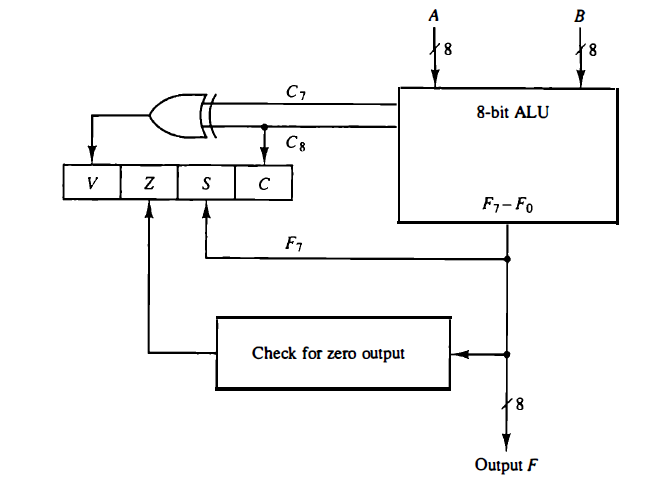 A
B
8
8
C₇
8-bit ALU
C₈
V Z S C
F₇ – F₀
F₇
Check for zero output
8
Output F